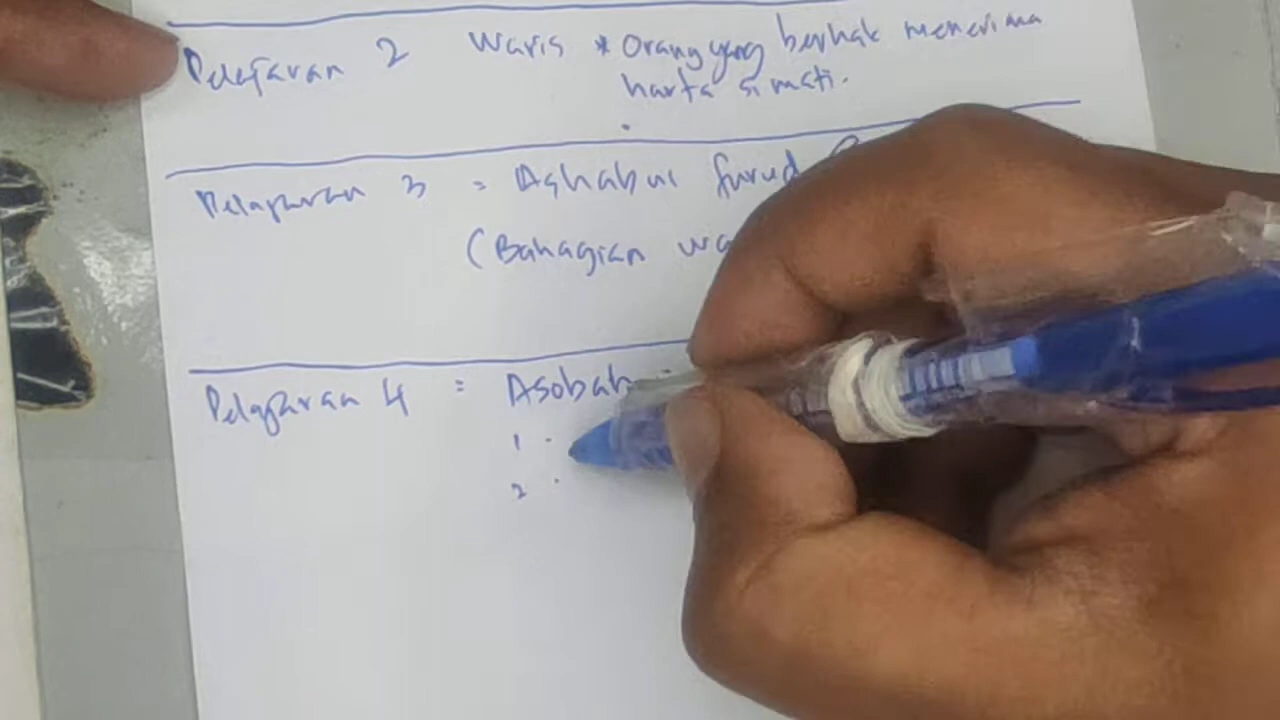 Pelajaran 2 Waris * Orang yang berhak menerima
harta si mati.
Pelajaran 3 = Ashabul furud
(Bahagian wa
Pelajaran 4 = Asobah
1.
2.